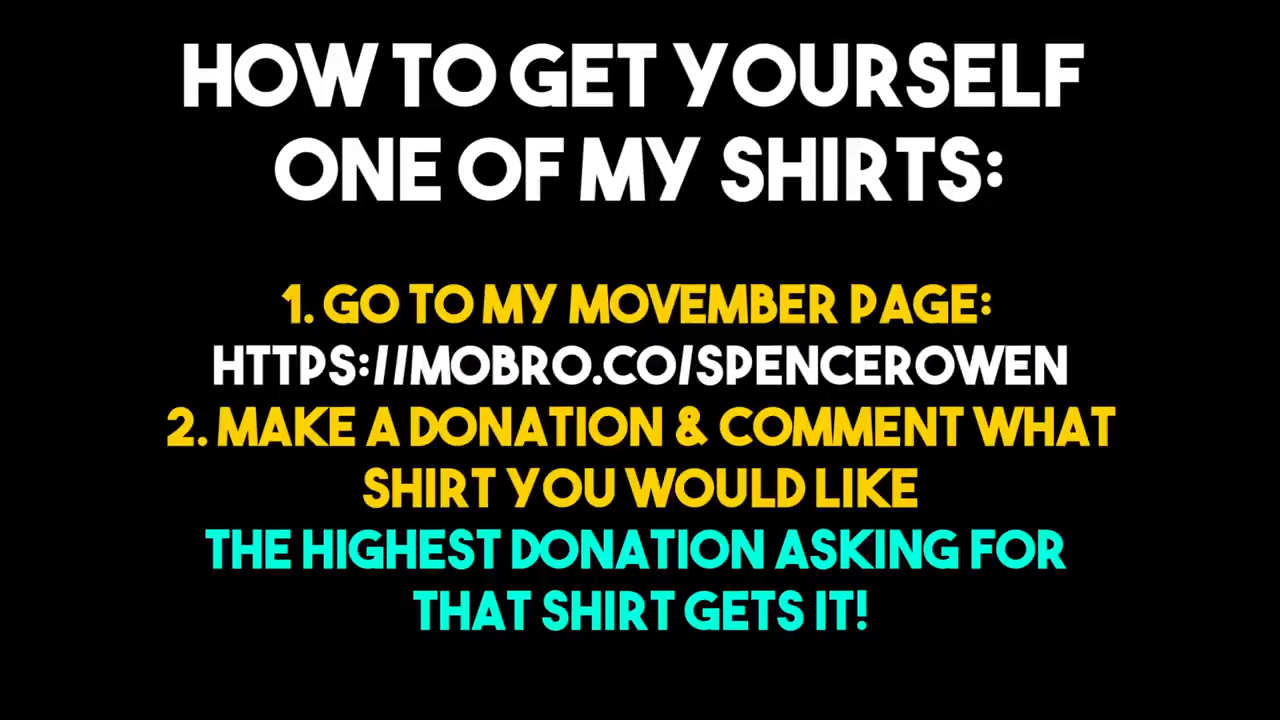 HOW TO GET YOURSELF
ONE OF MY SHIRTS:
1. GO TO MY MOVEMBER PAGE:
HTTPS://MOBRO.CO/SPENCEROWEN
2. MAKE A DONATION & COMMENT WHAT
SHIRT YOU WOULD LIKE
THE HIGHEST DONATION ASKING FOR
THAT SHIRT GETS IT!